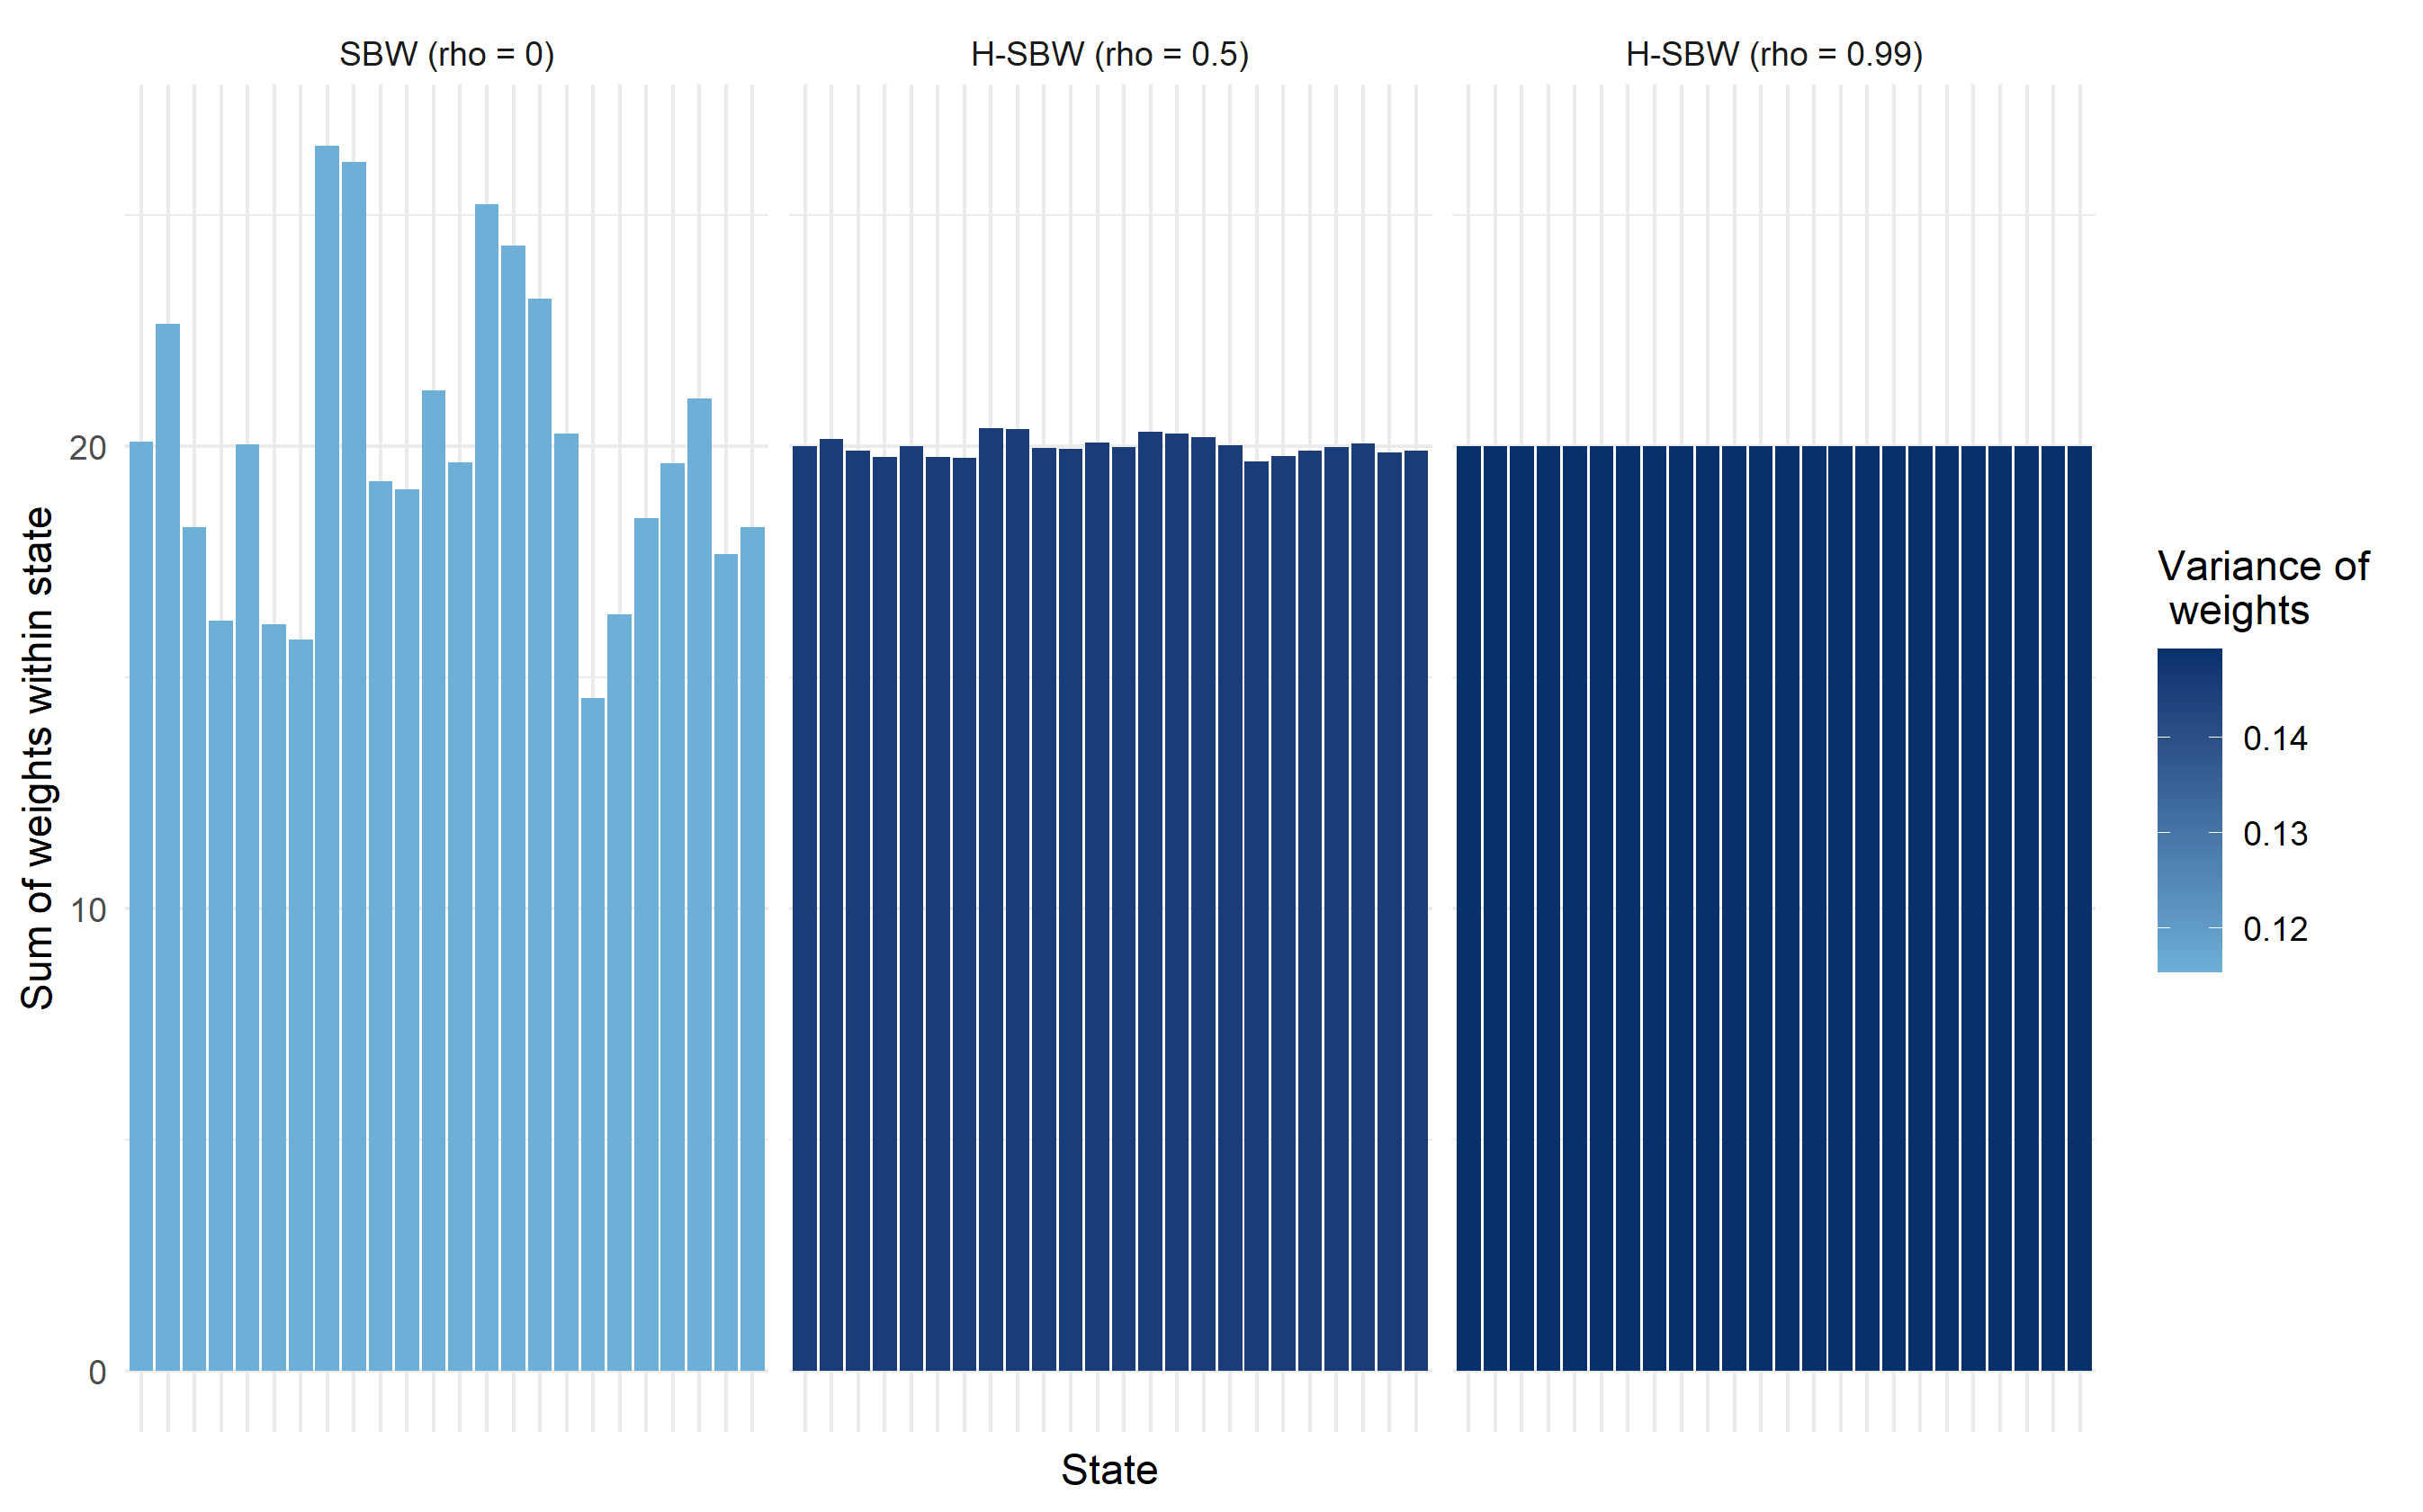 SBW (rho = 0)
H-SBW (rho = 0.5)
H-SBW (rho = 0.99)
Sum of weights within state
20
10
0
State
Variance of
weights
0.14
0.13
0.12